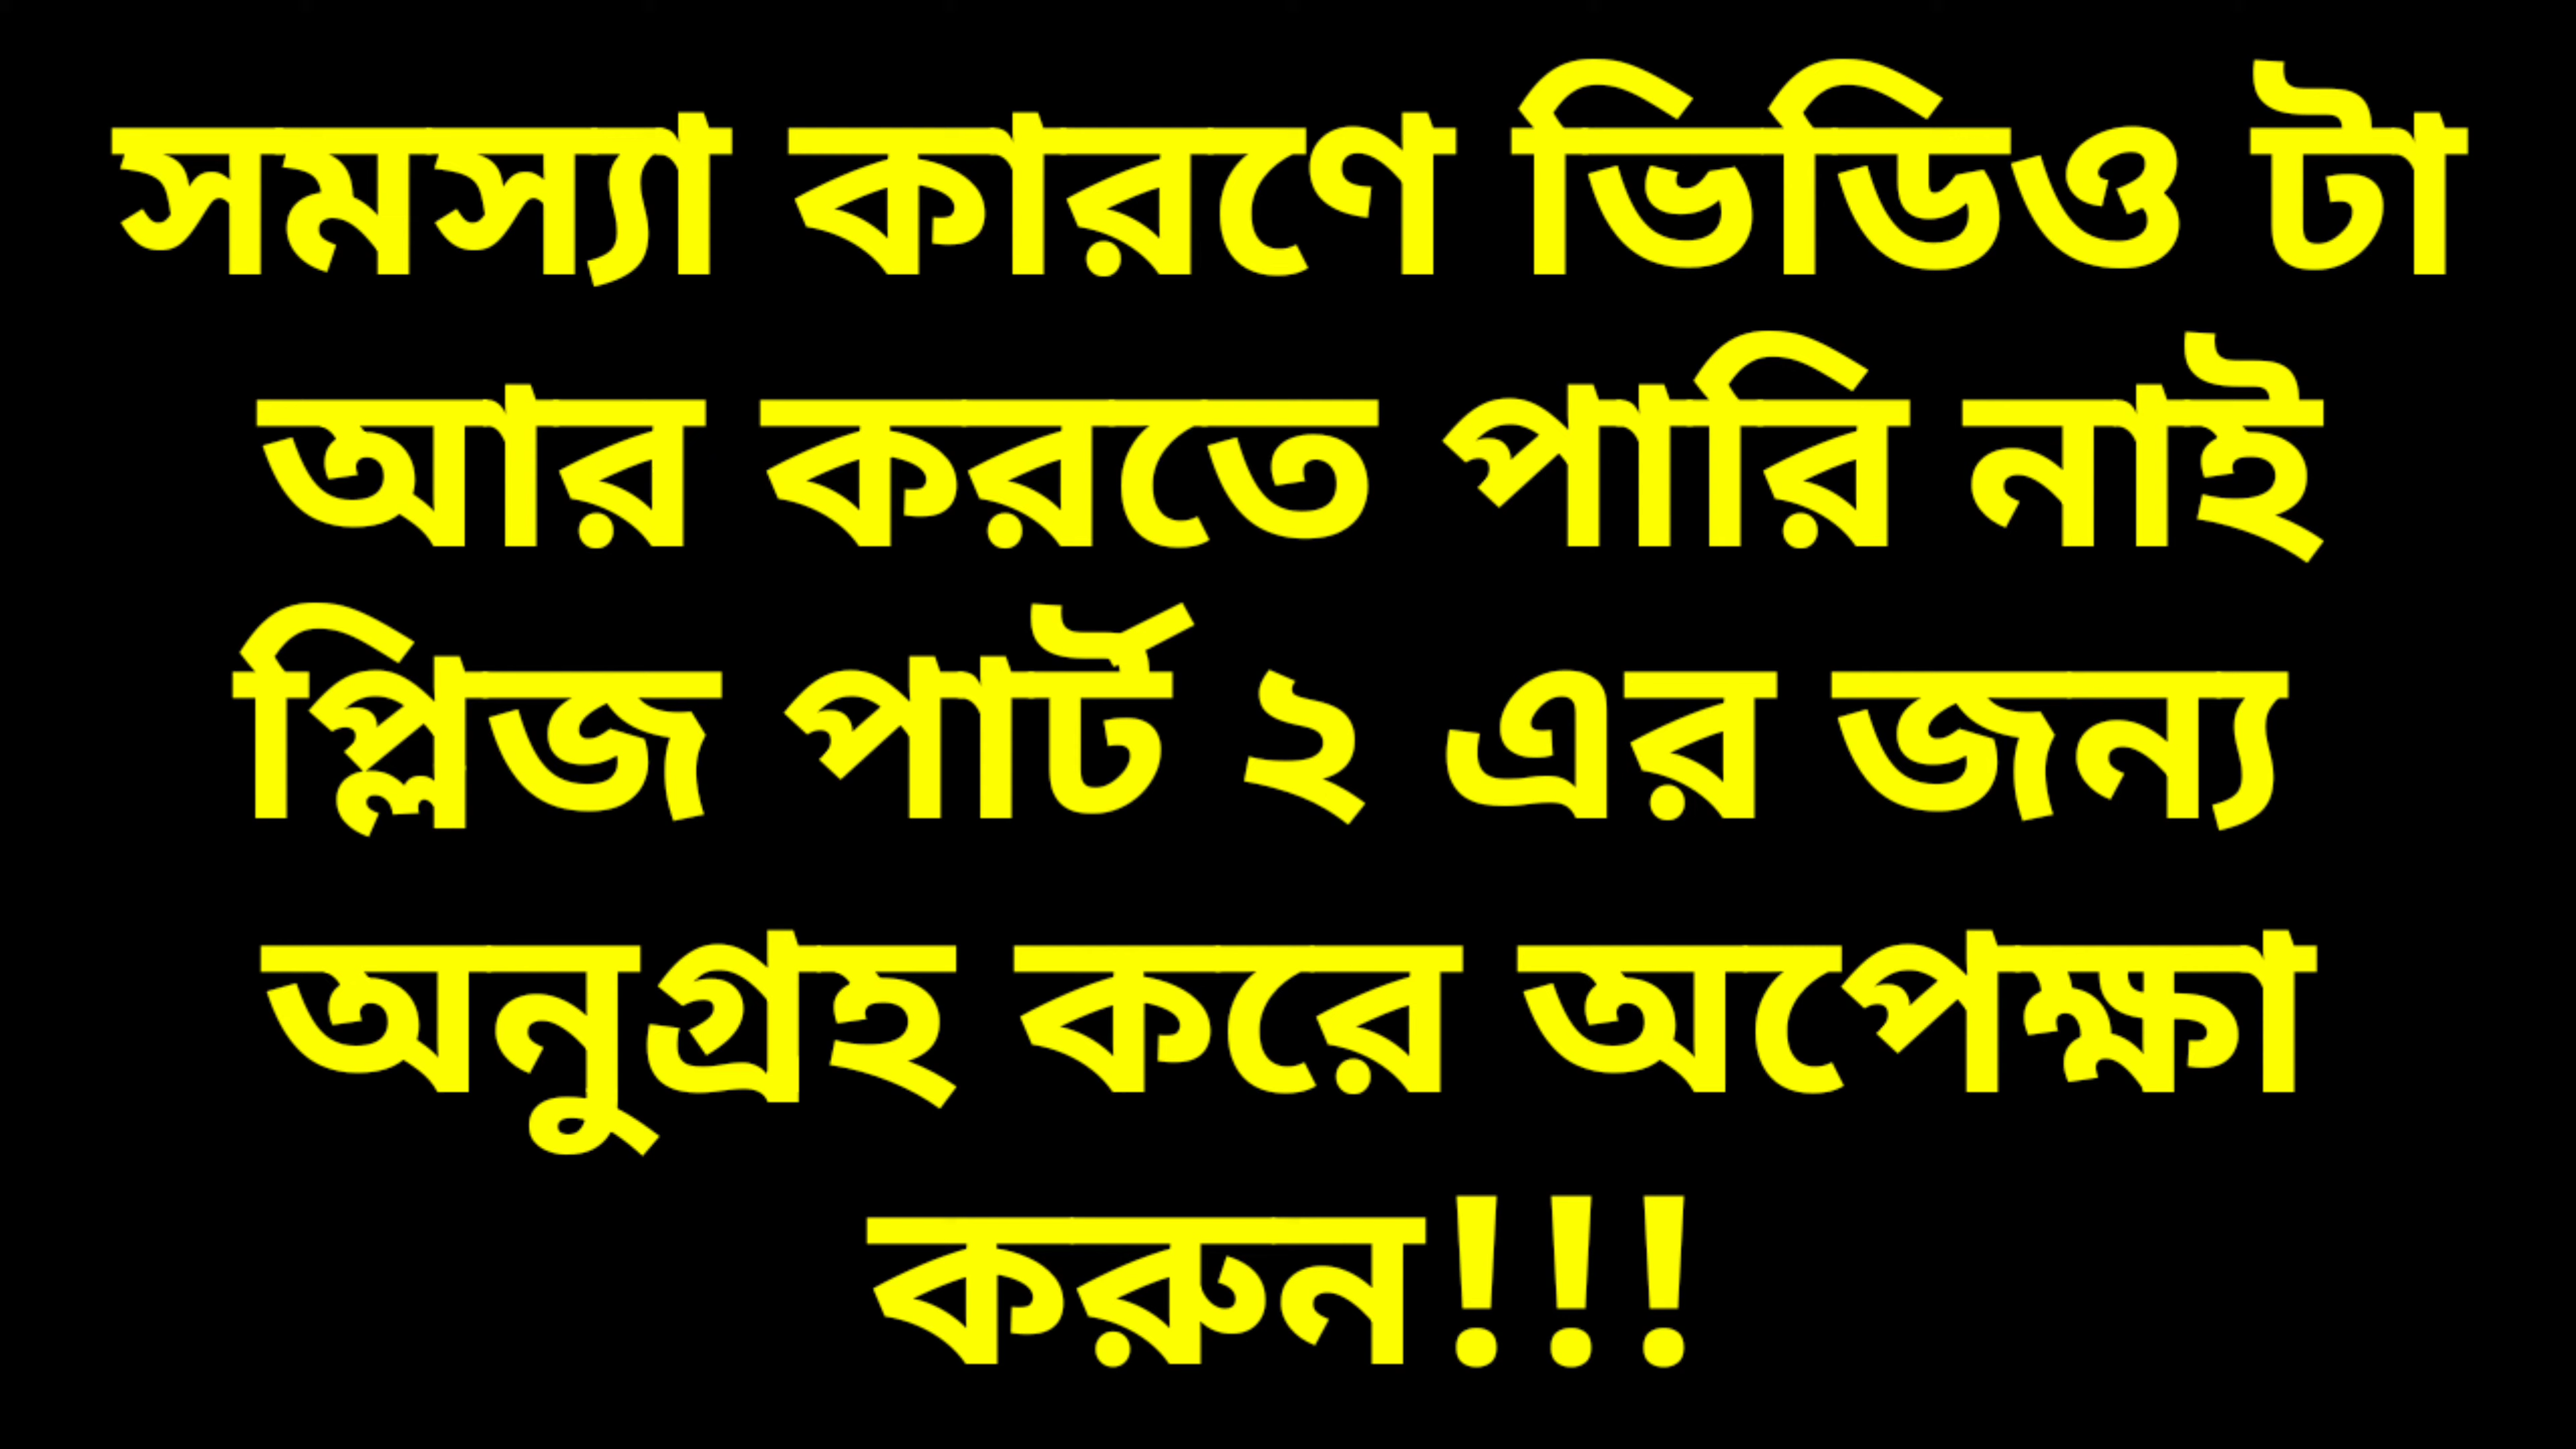 সমস্যা কারণে ভিডিও টা
আর করতে পারি নাই
প্লিজ পার্ট ২ এর জন্য
অনুগ্রহ করে অপেক্ষা
করুন!!!